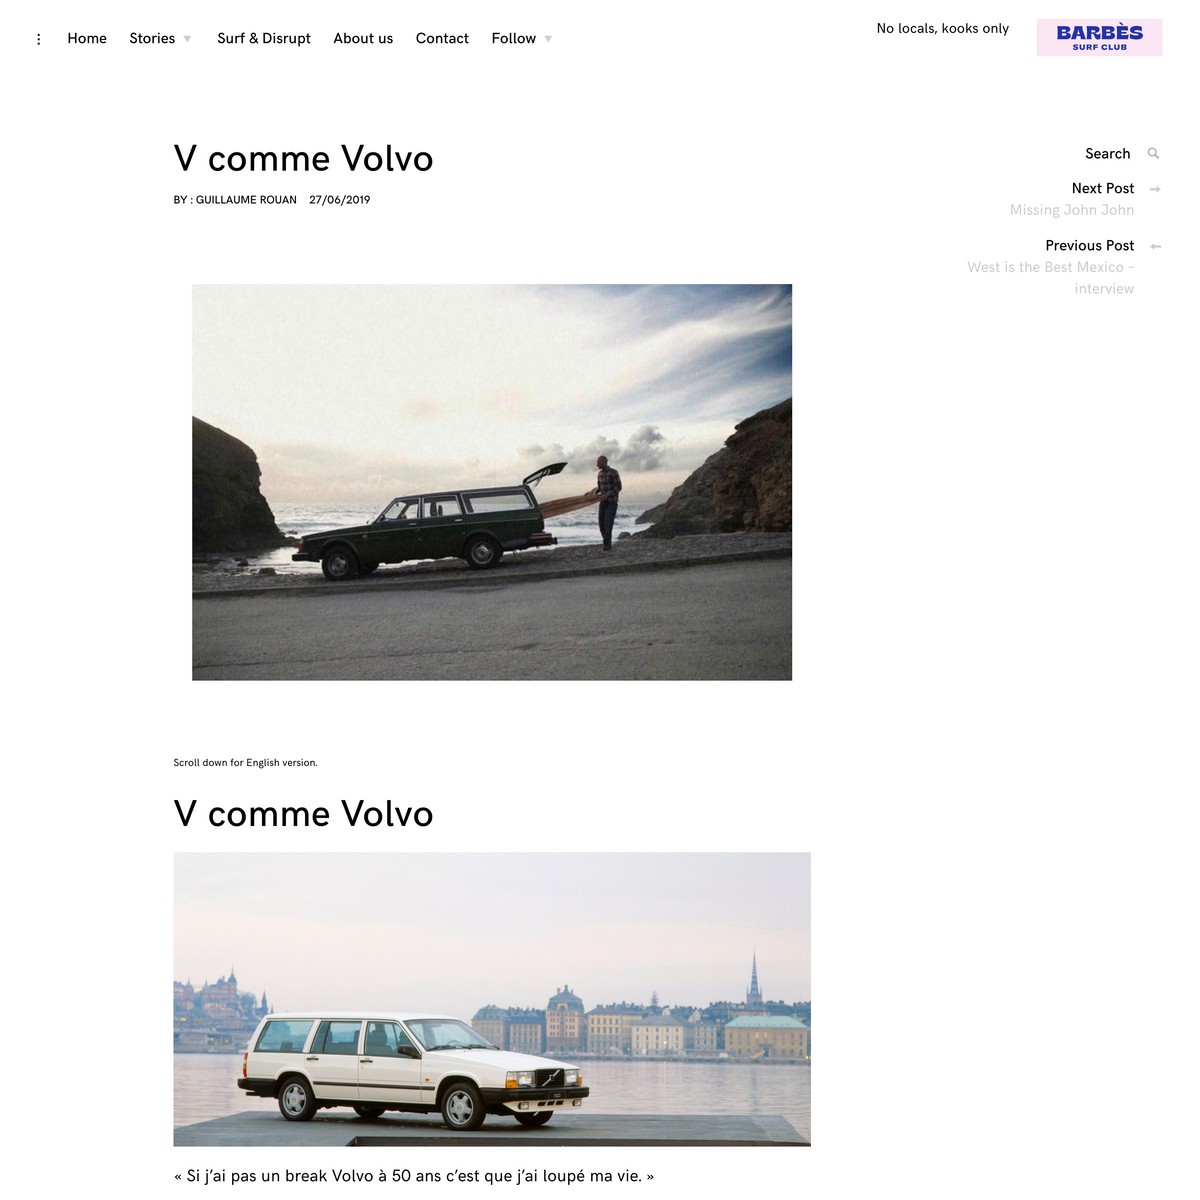 Home Stories Surf & Disrupt About us Contact Follow
No locals, kooks only
BARBÈS
SURF CLUB
V comme Volvo
BY : GUILLAUME ROUAN 27/06/2019
Search
Next Post
Missing John John
Previous Post
West is the Best Mexico –
interview
Scroll down for English version.
V comme Volvo
« Si j’ai pas un break Volvo à 50 ans c’est que j’ai loupé ma vie. »